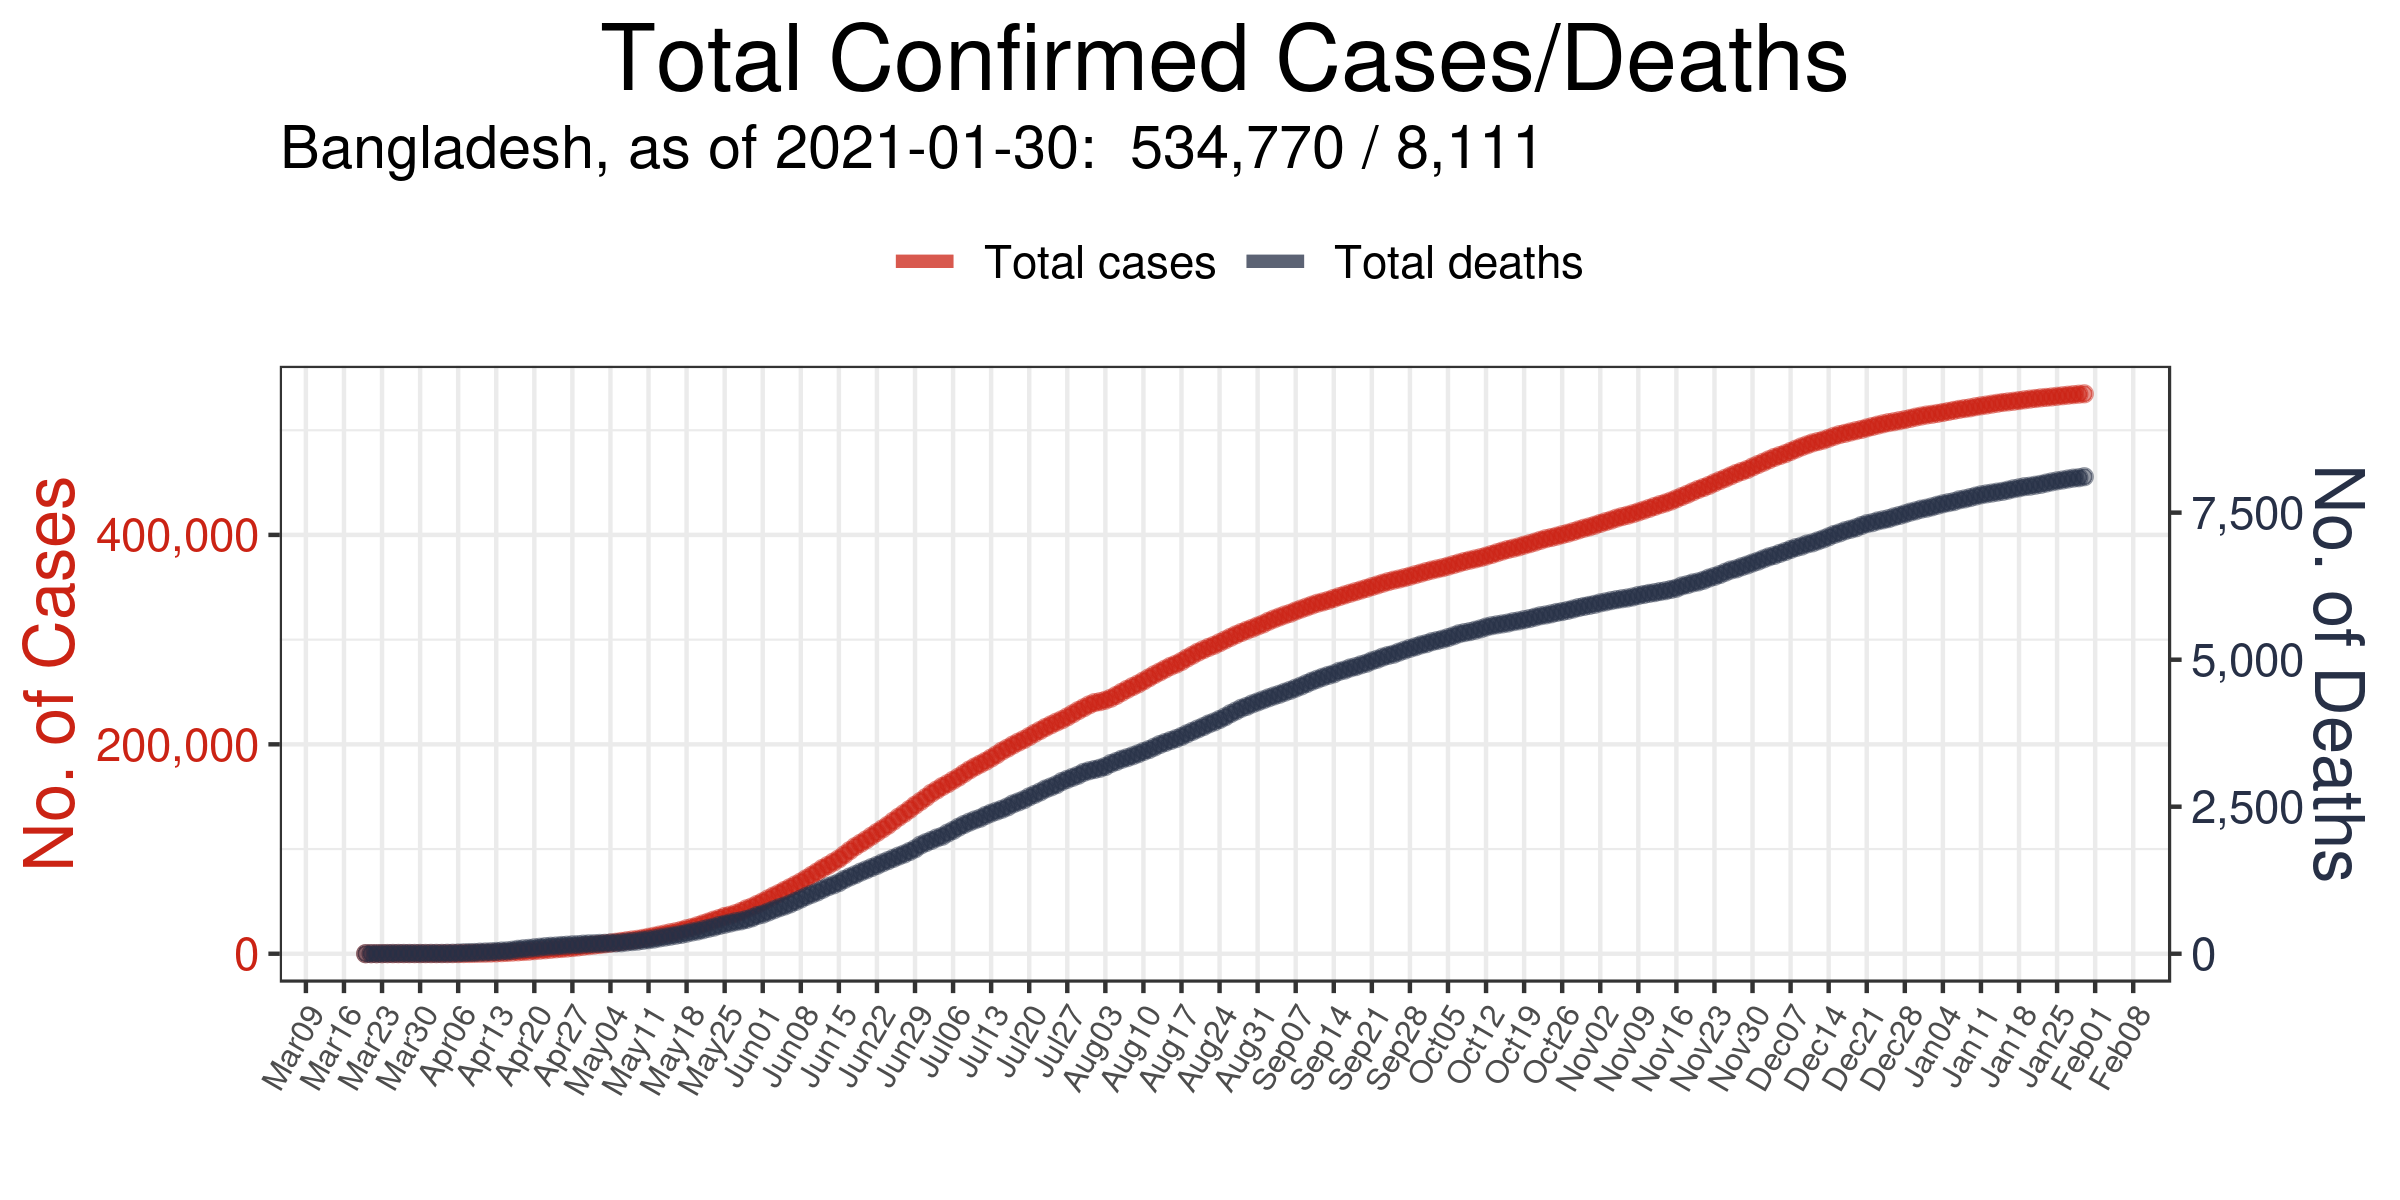 Total Confirmed Cases/Deaths
Bangladesh, as of 2021-01-30:  534,770 / 8,111
Total cases
Total deaths
No. of Cases
400,000
200,000
0
7,500
5,000
2,500
0
No. of Deaths
Mar09
Mar16
Mar23
Mar30
Apr06
Apr13
Apr20
Apr27
May04
May11
May18
May25
Jun01
Jun08
Jun15
Jun22
Jun29
Jul06
Jul13
Jul20
Jul27
Aug03
Aug10
Aug17
Aug24
Aug31
Sep07
Sep14
Sep21
Sep28
Oct05
Oct12
Oct19
Oct26
Nov02
Nov09
Nov16
Nov23
Nov30
Dec07
Dec14
Dec21
Dec28
Jan04
Jan11
Jan18
Jan25
Feb01
Feb08